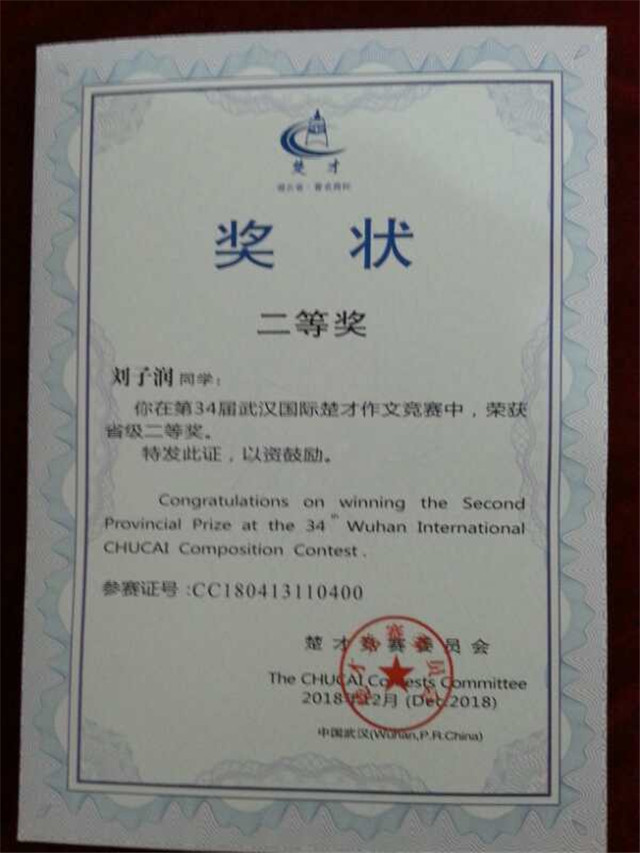 楚才
奖 状
二等奖
刘子润 同学：
你在第34届武汉国际楚才作文竞赛中，荣获
省级二等奖。
特发此证，以资鼓励。
Congratulations on winning the Second
Provincial Prize at the 34th Wuhan International
CHUCAI Composition Contest.
参赛证号:CC180413110400
楚才竞赛委员会
The CHUCAI Contests Committee
2018年12月 (Dec.2018)
中国武汉(Wuhan,P.R.China)